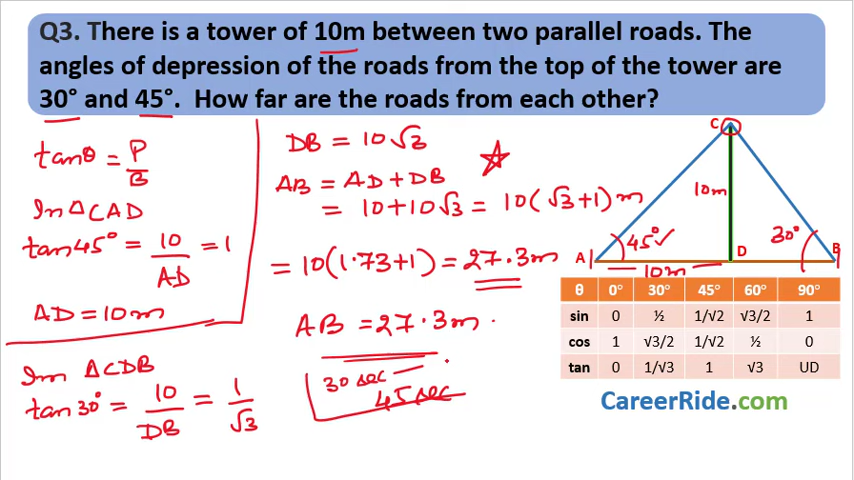 Q3. There is a tower of 10m between two parallel roads. The
angles of depression of the roads from the top of the tower are
30° and 45°. How far are the roads from each other?
tanθ = P/B
In ΔCAD
tan45° = 10/AD = 1
AD = 10m
In ΔCDB
tan30° = 10/DB = 1/√3
DB = 10√3
AB = AD + DB
= 10+10√3 = 10(√3+1)m
= 10(1.73+1) = 27.3m
AB = 27.3m.
30 sec
45 sec
C
10m
45° ✓
30°
A
D
B
10m
θ 0° 30° 45° 60° 90°
sin 0 ½ 1/√2 √3/2 1
cos 1 √3/2 1/√2 ½ 0
tan 0 1/√3 1 √3 UD
CareerRide.com